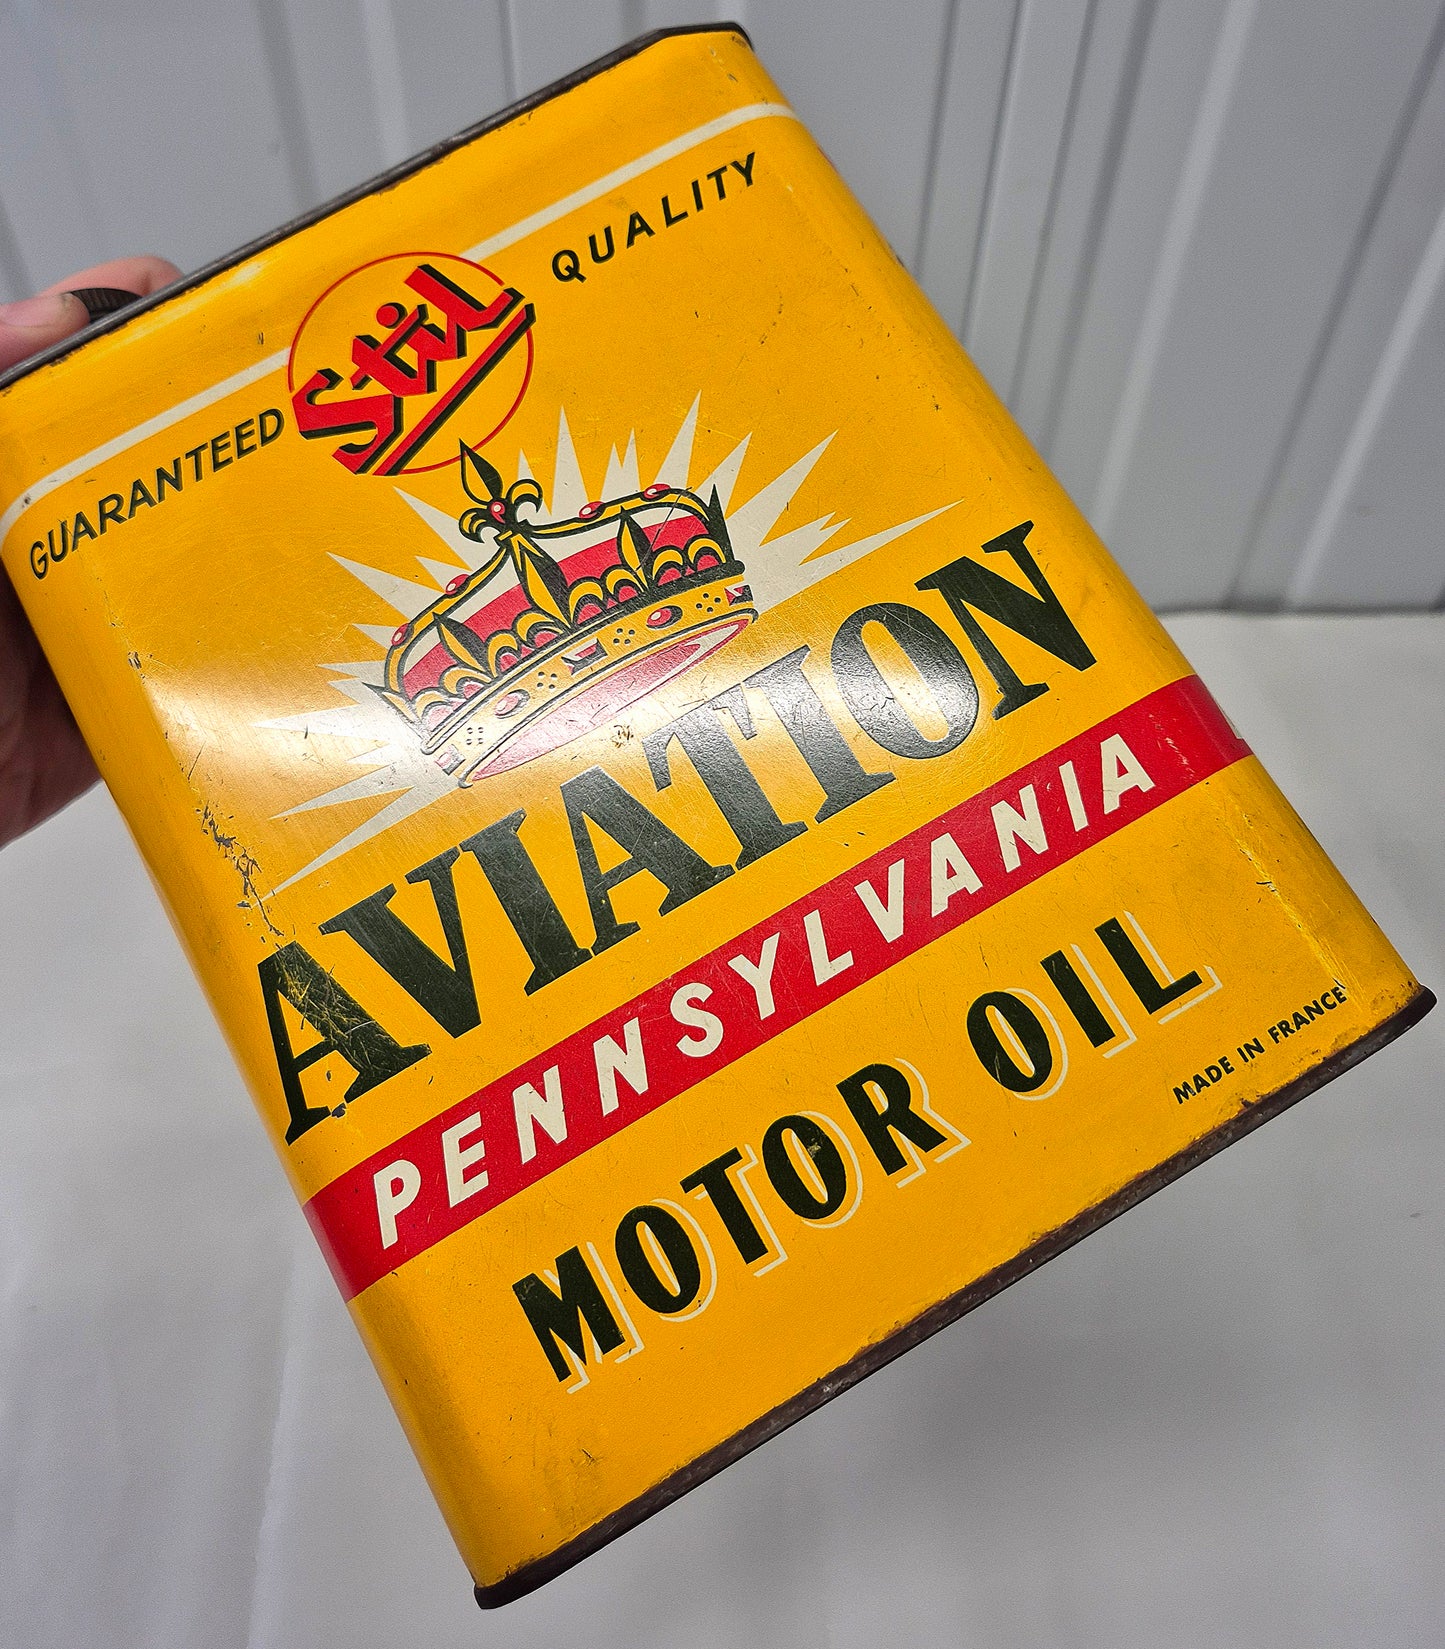 GUARANTEED Stil QUALITY
AVIATION
PENNSYLVANIA
MOTOR OIL
MADE IN FRANCE